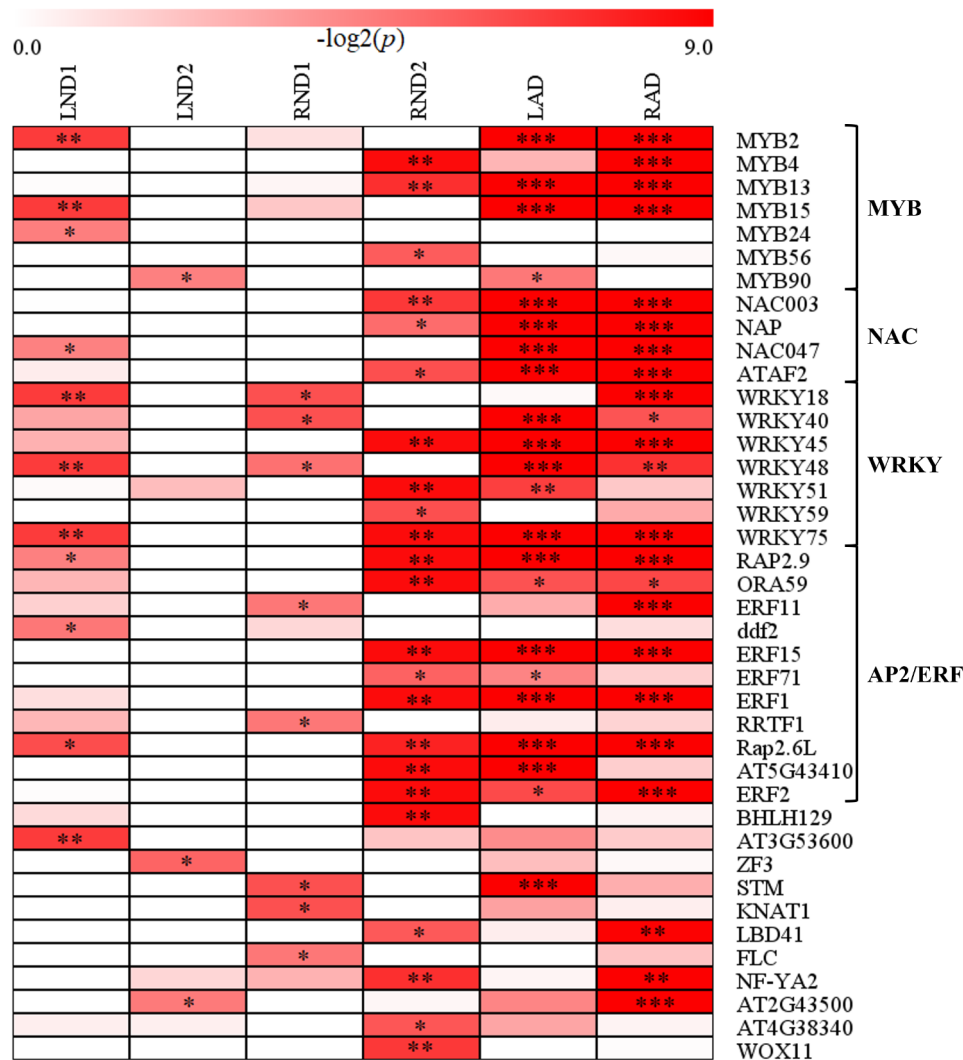 0.0 -log2(p) 9.0
LND1 LND2 RND1 RND2 LAD RAD
** *** *** MYB2
** *** MYB4
** *** *** MYB13
** *** *** MYB15
* MYB24
* MYB56
* * MYB90
MYB
** *** *** NAC003
* *** *** NAP
* *** *** NAC047
* *** *** ATAF2
NAC
** * *** WRKY18
* *** * WRKY40
** *** *** WRKY45
** * *** ** WRKY48
** ** WRKY51
* WRKY59
** ** *** *** WRKY75
WRKY
* ** *** *** RAP2.9
** * * ORA59
* *** ERF11
* ddf2
** *** *** ERF15
* * ERF71
** *** *** ERF1
* RRTF1
* ** *** *** Rap2.6L
** *** AT5G43410
** * *** ERF2
AP2/ERF
** BHLH129
** AT3G53600
* ZF3
* *** STM
* KNAT1
* ** LBD41
* FLC
** ** NF-YA2
* *** AT2G43500
* AT4G38340
** WOX11